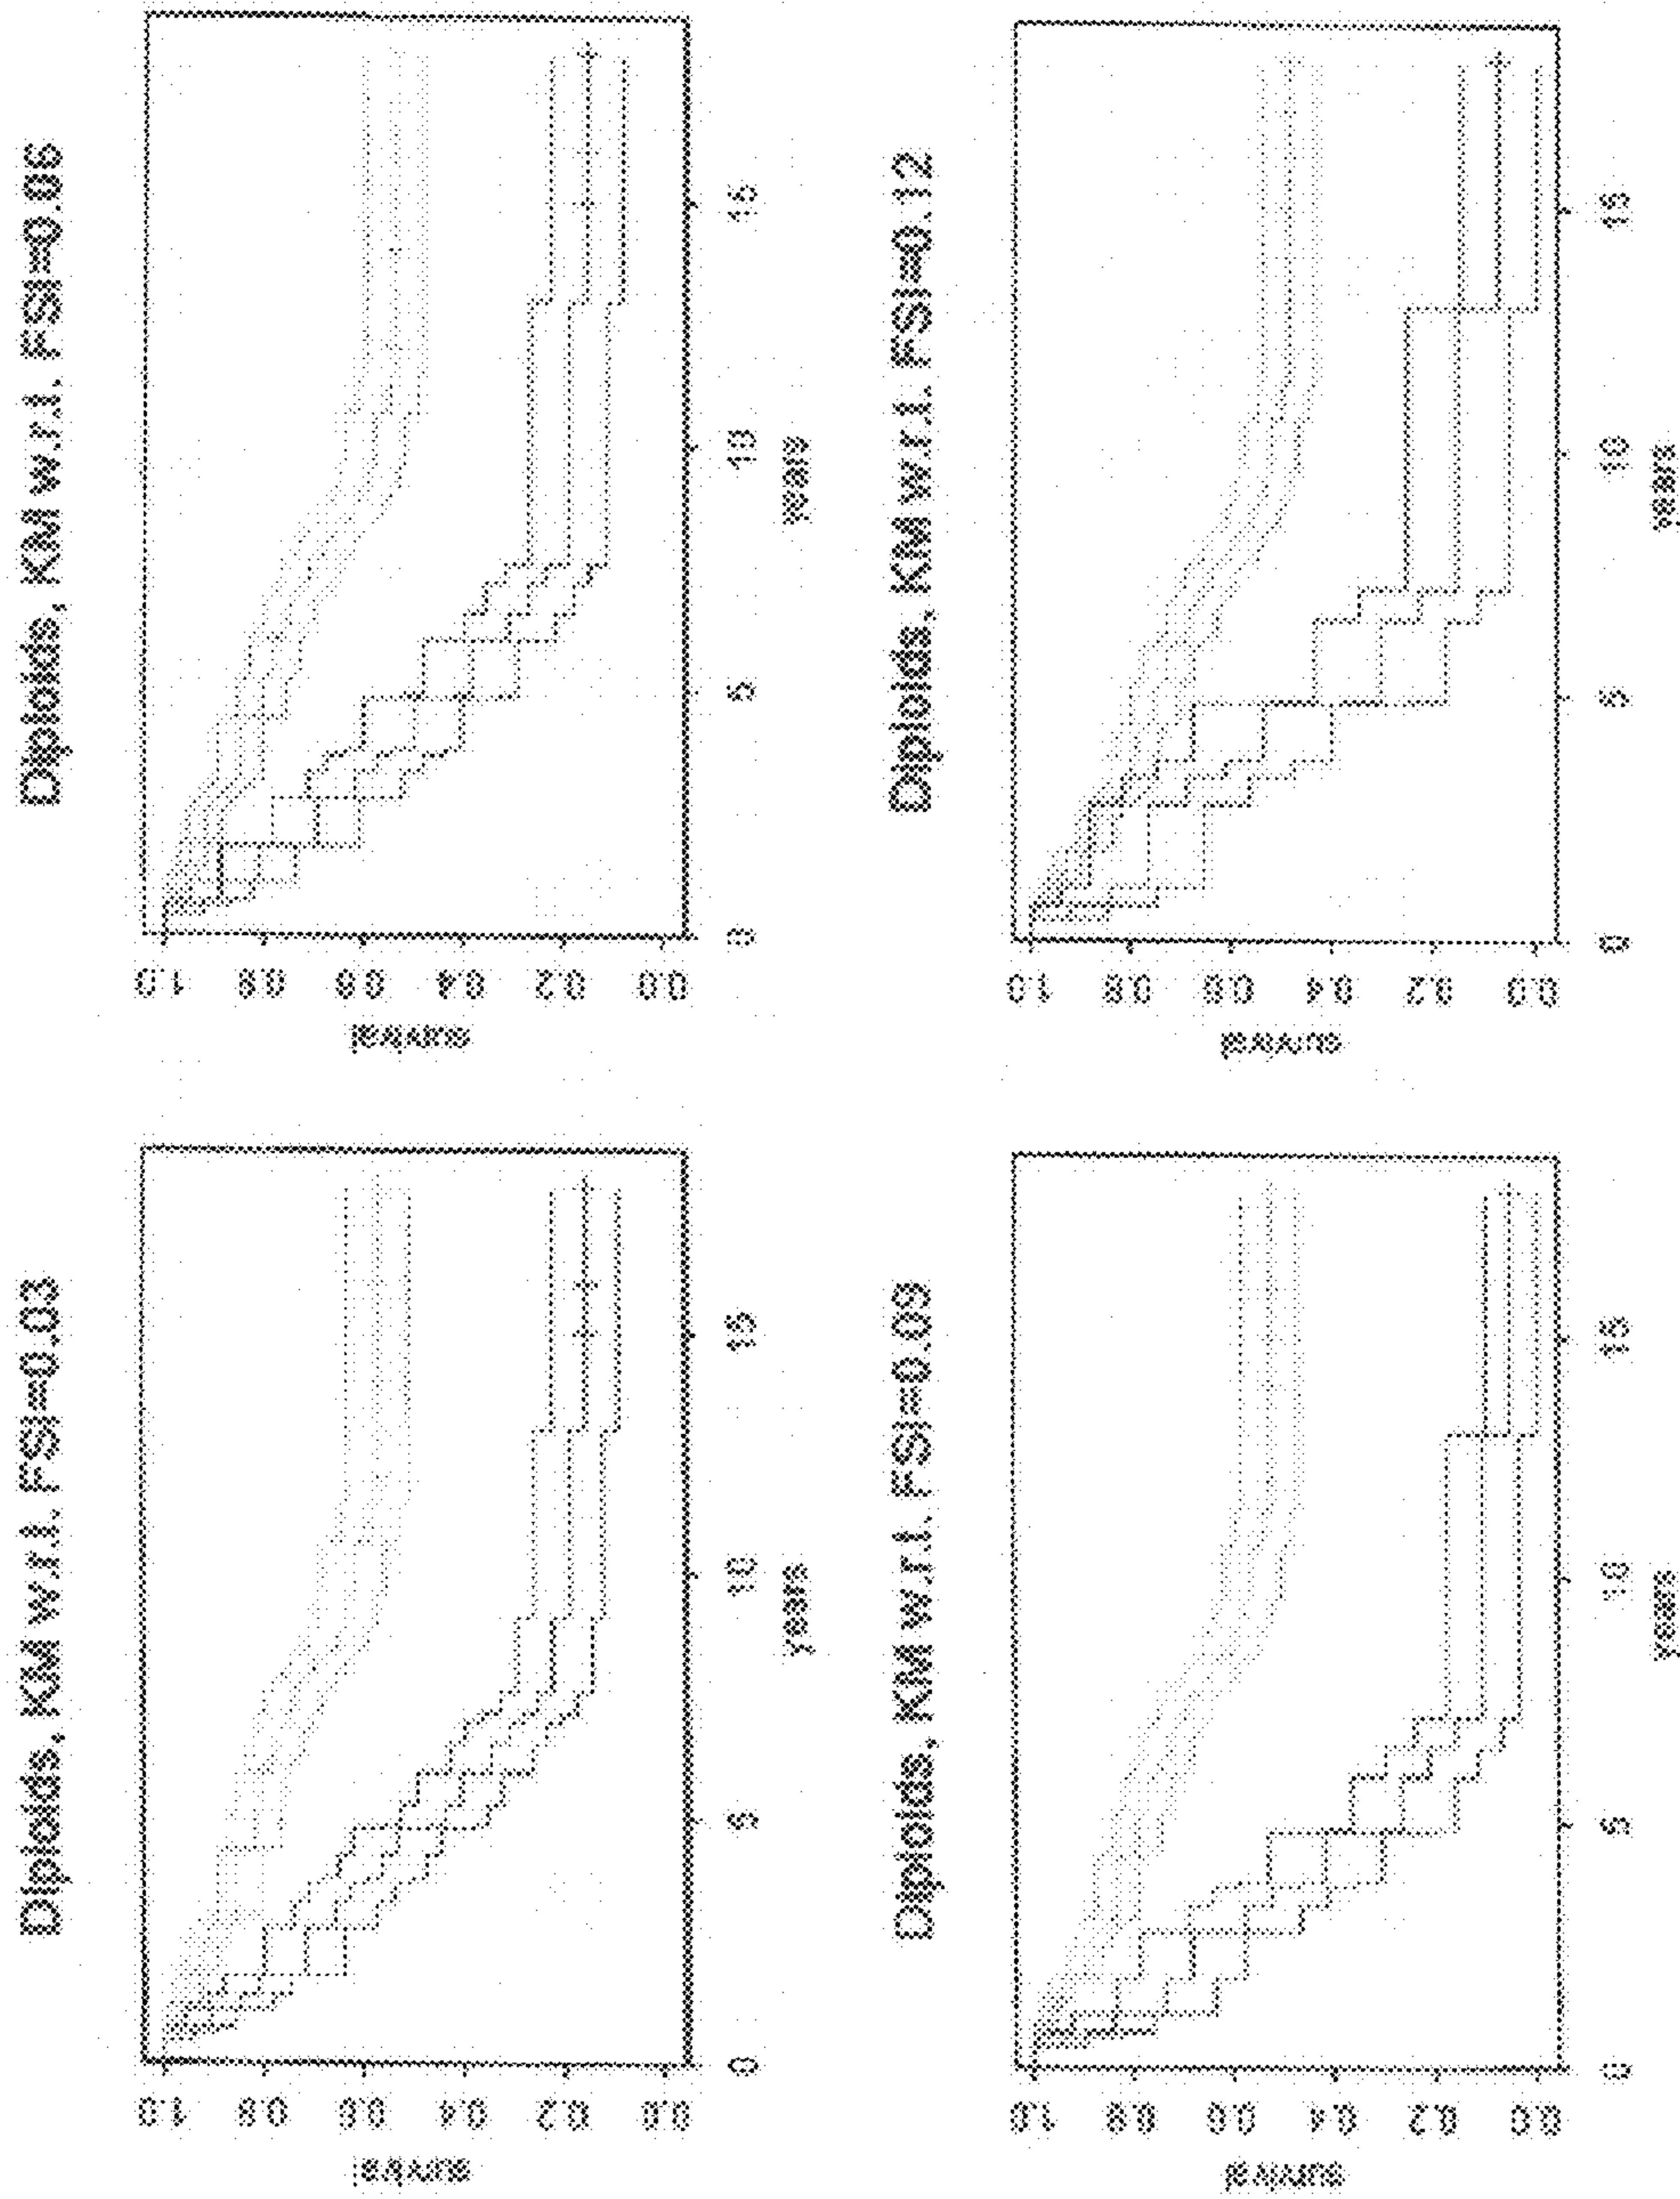 Diploids, KM w.r.t. FSI=0.03
survival
1.0
0.8
0.6
0.4
0.2
0.0
0 5 10 15
years
Diploids, KM w.r.t. FSI=0.06
survival
1.0
0.8
0.6
0.4
0.2
0.0
0 5 10 15
years
Diploids, KM w.r.t. FSI=0.09
survival
1.0
0.8
0.6
0.4
0.2
0.0
0 5 10 15
years
Diploids, KM w.r.t. FSI=0.12
survival
1.0
0.8
0.6
0.4
0.2
0.0
0 5 10 15
years